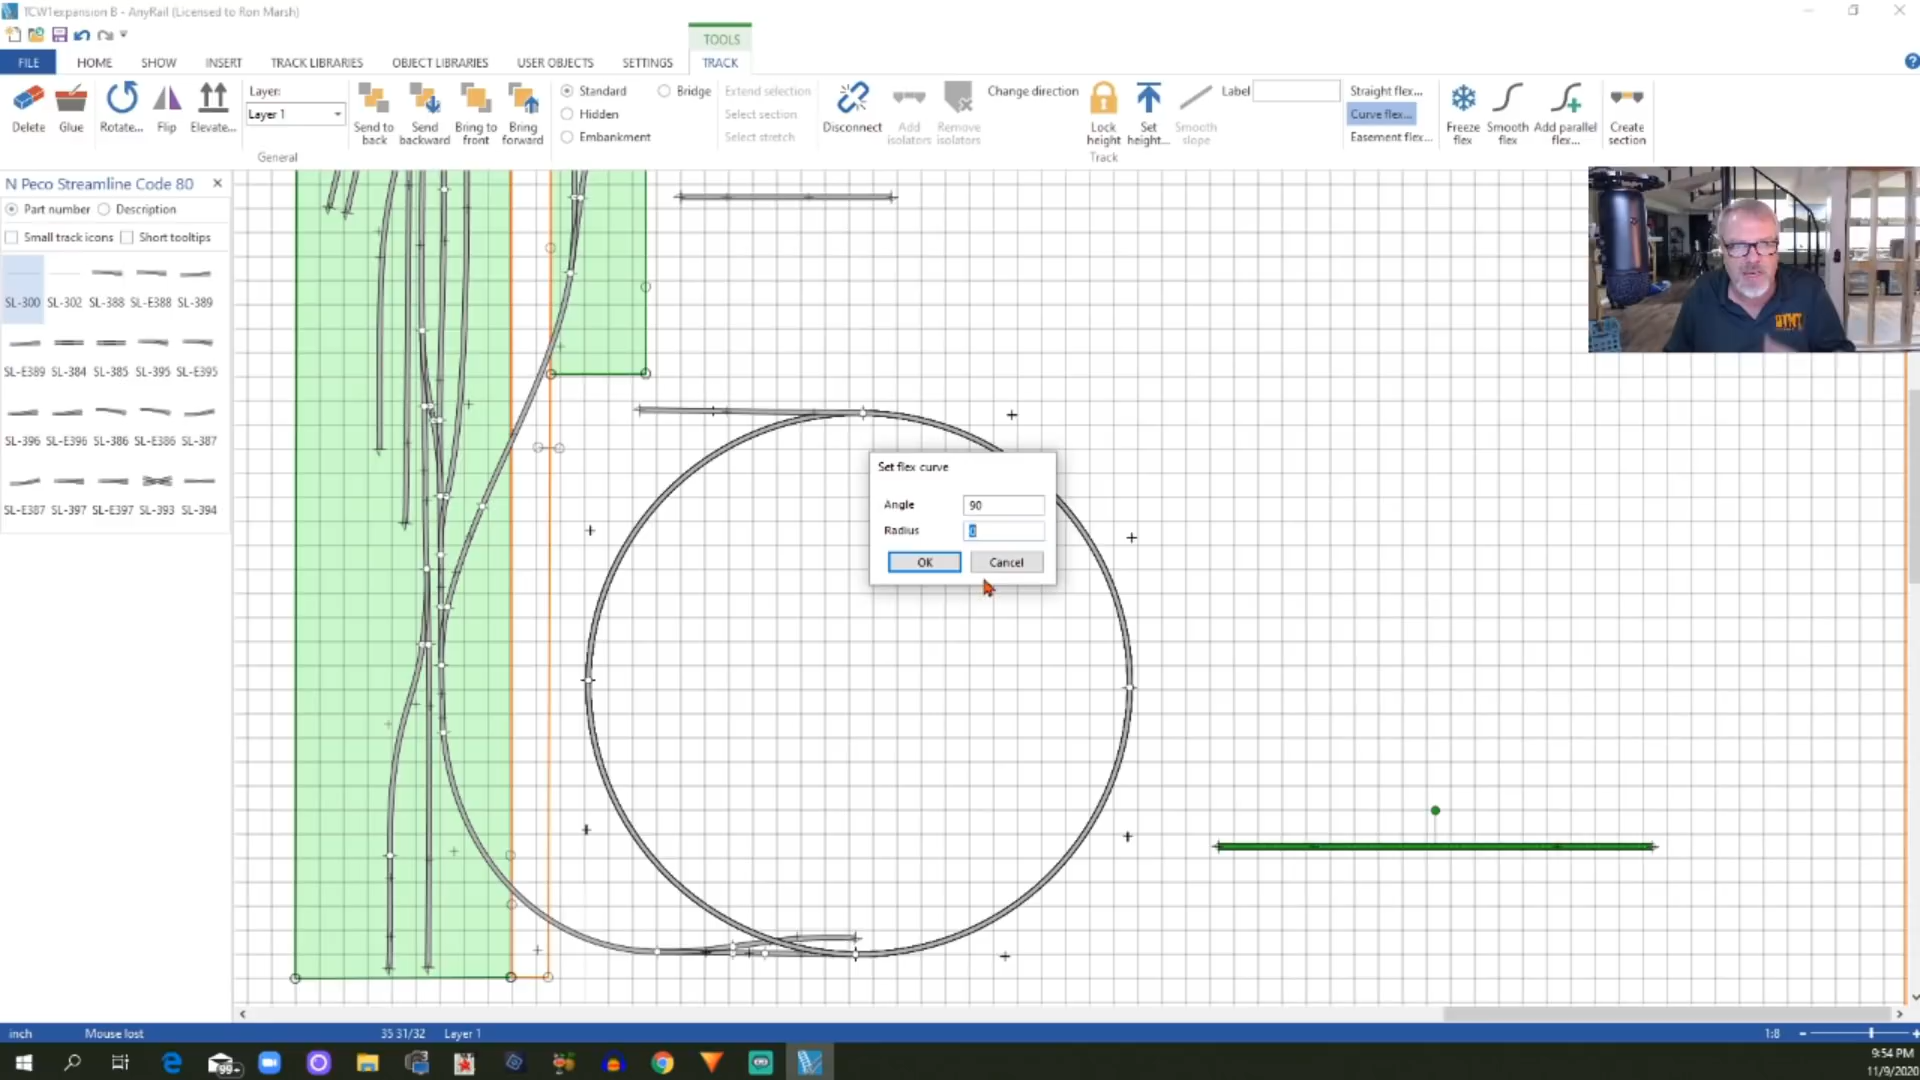 TCW1expansion B - AnyRail (Licensed to Ron Marsh)
TOOLS
FILE HOME SHOW INSERT TRACK LIBRARIES OBJECT LIBRARIES USER OBJECTS SETTINGS TRACK
Delete Glue Rotate... Flip Elevate...
Layer:
Layer 1
General
Send to back
Send backward
Bring to front
Bring forward
Standard Bridge
Hidden
Embankment
Extend selection
Select section
Select stretch
Disconnect
Add isolators
Remove isolators
Change direction
Lock height
Set height...
Smooth slope
Label
Track
Straight flex...
Curve flex...
Easement flex...
Freeze flex
Smooth flex
Add parallel flex...
Create section
N Peco Streamline Code 80
Part number Description
Small track icons Short tooltips
SL-300 SL-302 SL-388 SL-E388 SL-389
SL-E389 SL-384 SL-385 SL-395 SL-E395
SL-396 SL-E396 SL-386 SL-E386 SL-387
SL-E387 SL-397 SL-E397 SL-393 SL-394
Set flex curve
Angle 90
Radius 0
OK Cancel
inch Mouse lost 35 31/32 Layer 1 1:8
99+
9:54 PM
11/9/2020